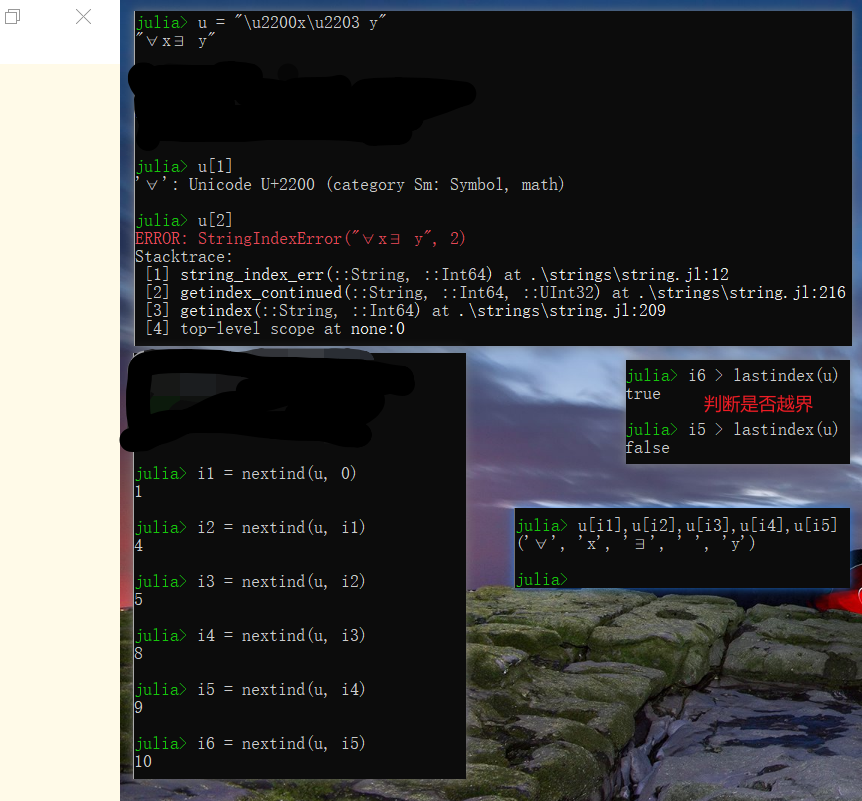 julia> u = "\u2200x\u2203 y"
"∀x∃ y"
julia> u[1]
'∀': Unicode U+2200 (category Sm: Symbol, math)
julia> u[2]
ERROR: StringIndexError("∀x∃ y", 2)
Stacktrace:
[1] string_index_err(::String, ::Int64) at .\strings\string.jl:12
[2] getindex_continued(::String, ::Int64, ::UInt32) at .\strings\string.jl:216
[3] getindex(::String, ::Int64) at .\strings\string.jl:209
[4] top-level scope at none:0
julia> i1 = nextind(u, 0)
1
julia> i2 = nextind(u, i1)
4
julia> i3 = nextind(u, i2)
5
julia> i4 = nextind(u, i3)
8
julia> i5 = nextind(u, i4)
9
julia> i6 = nextind(u, i5)
10
julia> i6 > lastindex(u)
true
判断是否越界
julia> i5 > lastindex(u)
false
julia> u[i1],u[i2],u[i3],u[i4],u[i5]
('∀', 'x', '∃', ' ', 'y')
julia>